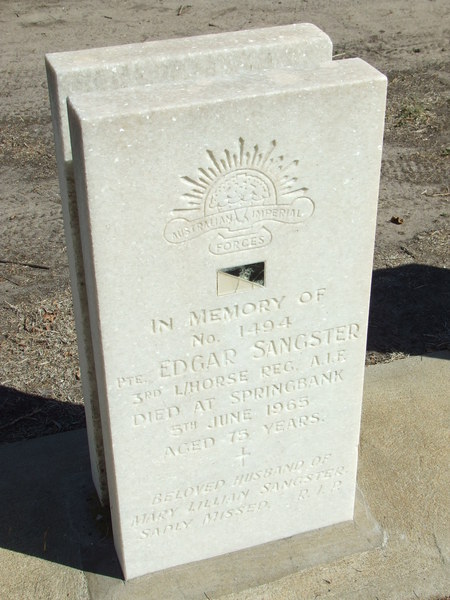 AUSTRALIAN IMPERIAL
FORCES
IN MEMORY OF
No. 1494
PTE. EDGAR SANGSTER
3RD L/HORSE REG. A.I.F.
DIED AT SPRINGBANK
5TH JUNE 1965
AGED 75 YEARS.
BELOVED HUSBAND OF
MARY LILLIAN SANGSTER
SADLY MISSED. R.I.P.